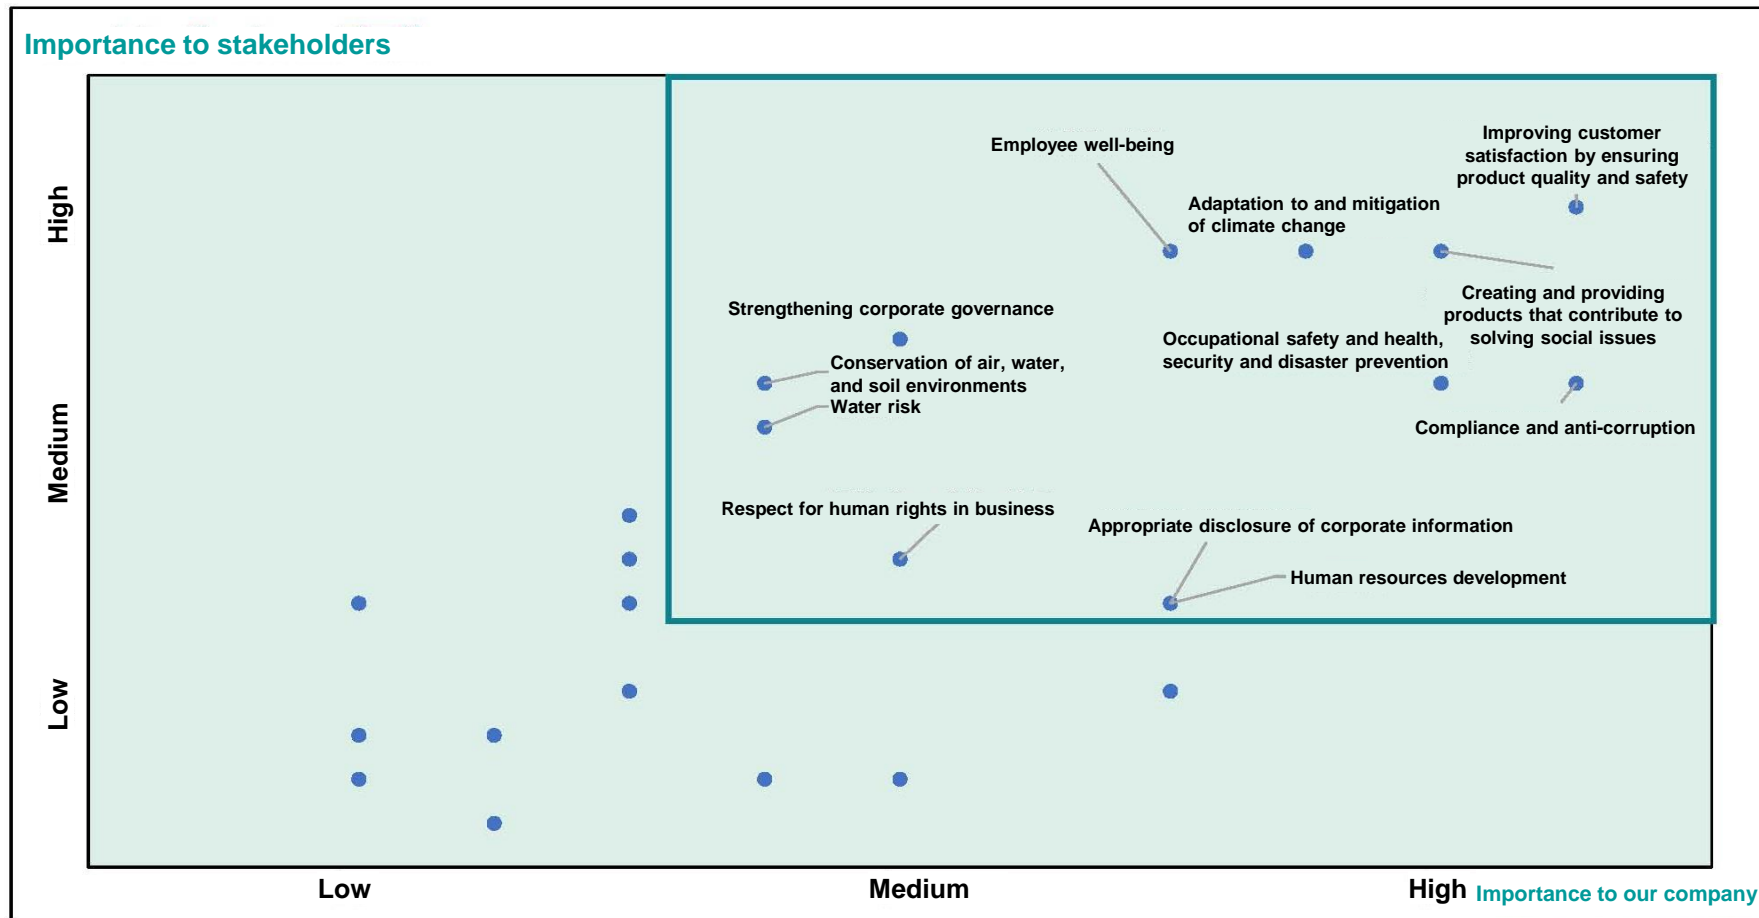 Importance to stakeholders
High
Medium
Low
Employee well-being
Improving customer
satisfaction by ensuring
product quality and safety
Adaptation to and mitigation
of climate change
Strengthening corporate governance
Creating and providing
products that contribute to
solving social issues
Occupational safety and health,
security and disaster prevention
Conservation of air, water,
and soil environments
Water risk
Compliance and anti-corruption
Respect for human rights in business
Appropriate disclosure of corporate information
Human resources development
Low
Medium
High
Importance to our company